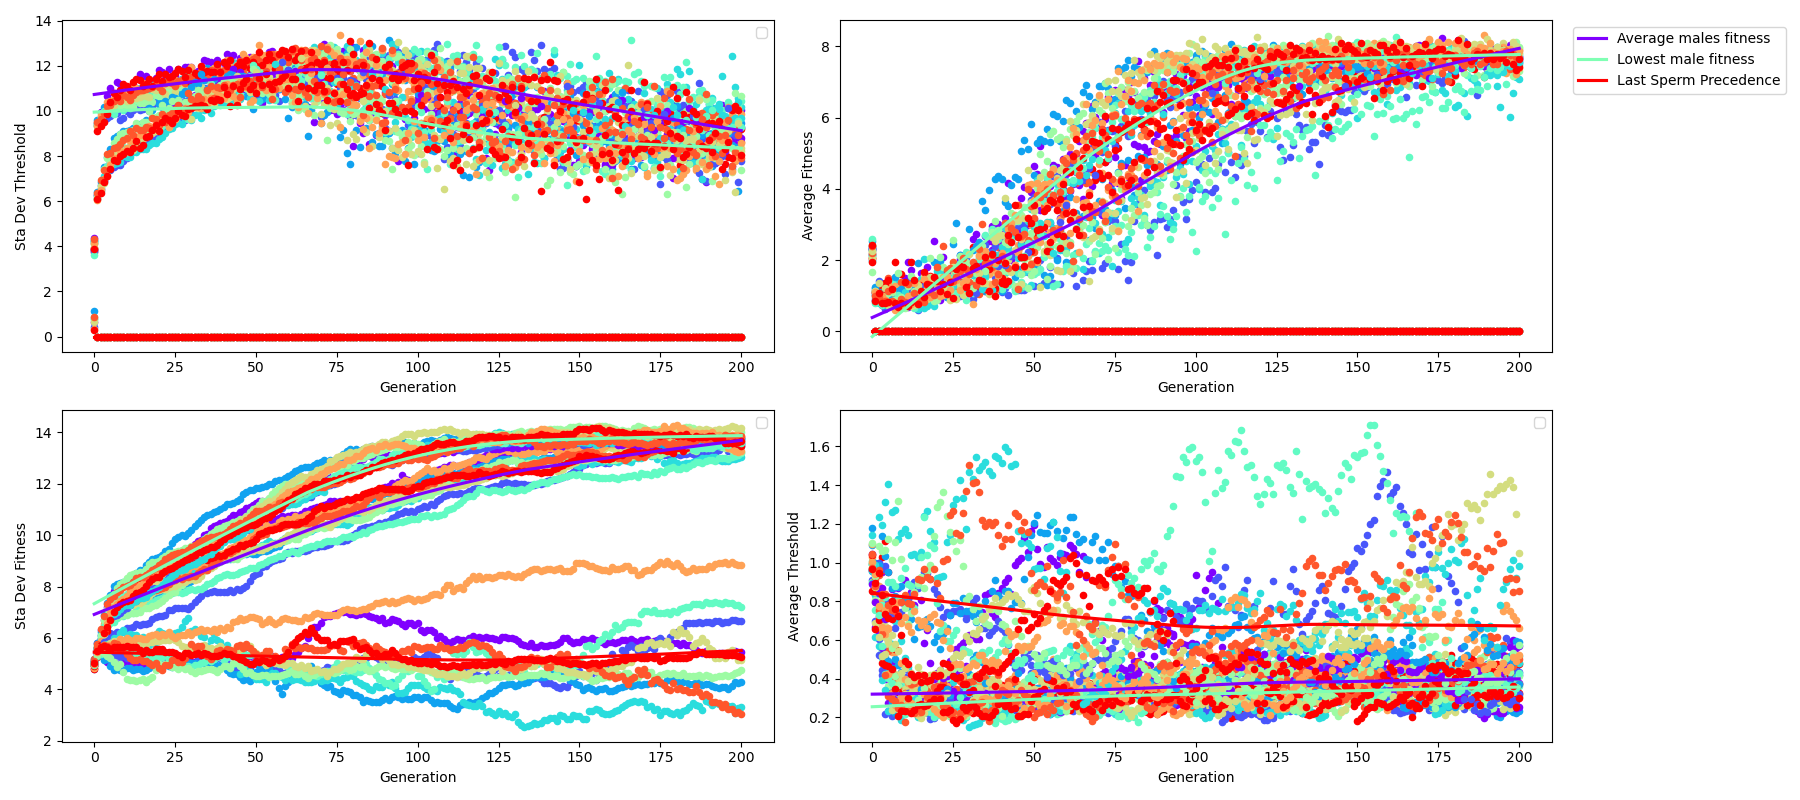 14
12
10
8
6
4
2
0
Sta Dev Threshold
0 25 50 75 100 125 150 175 200
Generation
8
6
4
2
0
Average Fitness
0 25 50 75 100 125 150 175 200
Generation
Average males fitness
Lowest male fitness
Last Sperm Precedence
14
12
10
8
6
4
2
Sta Dev Fitness
0 25 50 75 100 125 150 175 200
Generation
1.6
1.4
1.2
1.0
0.8
0.6
0.4
0.2
Average Threshold
0 25 50 75 100 125 150 175 200
Generation